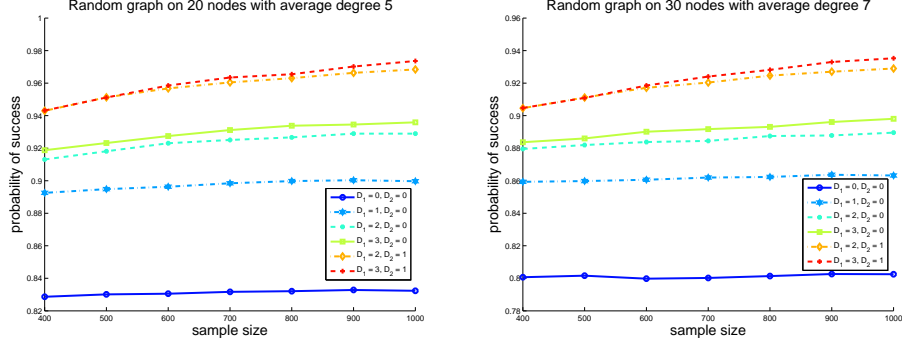 Random graph on 20 nodes with average degree 5
probability of success
1
0.98
0.96
0.94
0.92
0.9
0.88
0.86
0.84
0.82
400 500 600 700 800 900 1000
sample size
D1 = 0, D2 = 0
D1 = 1, D2 = 0
D1 = 2, D2 = 0
D1 = 3, D2 = 0
D1 = 2, D2 = 1
D1 = 3, D2 = 1
Random graph on 30 nodes with average degree 7
probability of success
0.96
0.94
0.92
0.9
0.88
0.86
0.84
0.82
0.8
0.78
400 500 600 700 800 900 1000
sample size
D1 = 0, D2 = 0
D1 = 1, D2 = 0
D1 = 2, D2 = 0
D1 = 3, D2 = 0
D1 = 2, D2 = 1
D1 = 3, D2 = 1